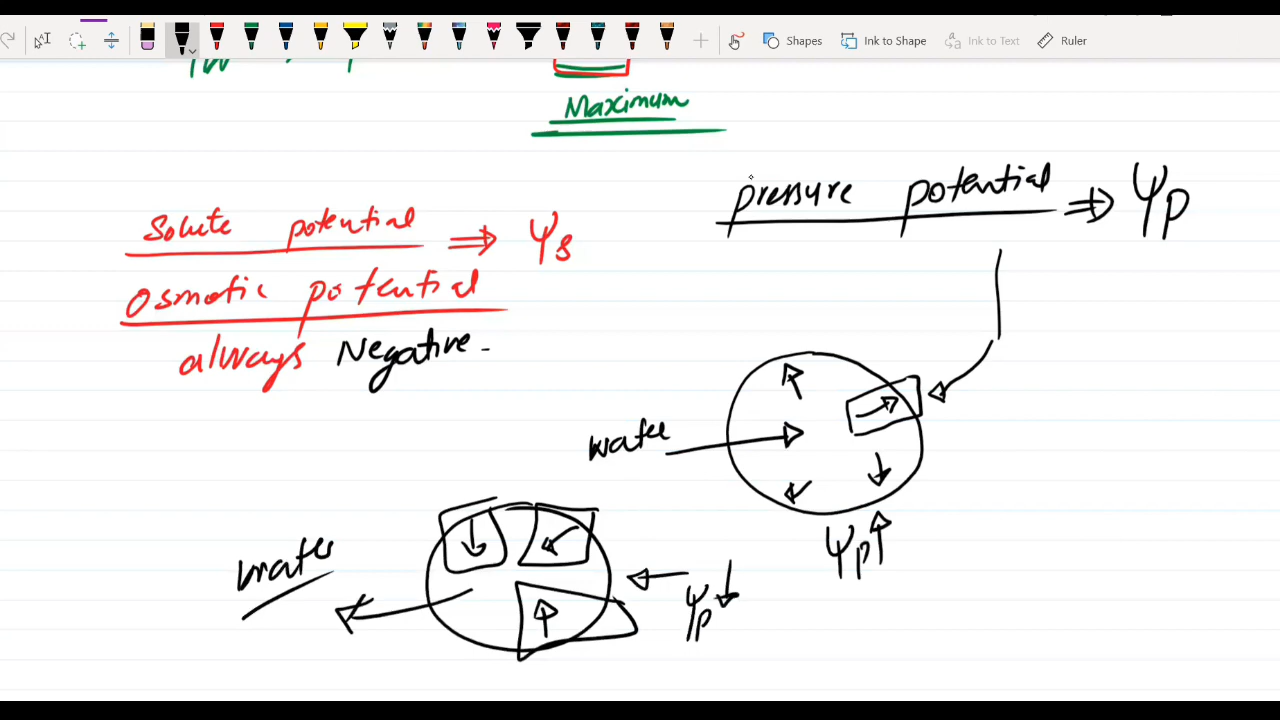 Shapes
Ink to Shape
Ink to Text
Ruler
Maximum
pressure potential ⇒ ψp
Solute potential ⇒ ψs
Osmotic potential
always Negative -
water
ψp↑
water
ψp↓